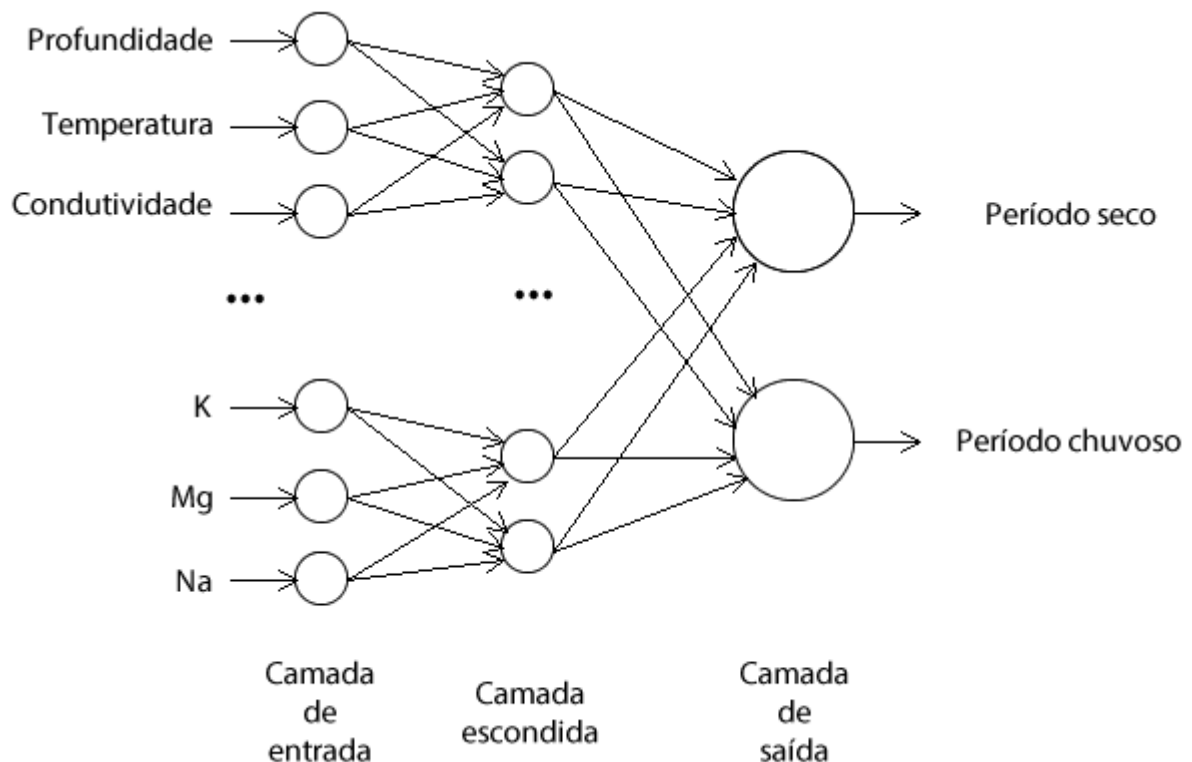 Profundidade
Temperatura
Condutividade
...
...
K
Mg
Na
Período seco
Período chuvoso
Camada
de
entrada
Camada
escondida
Camada
de
saída